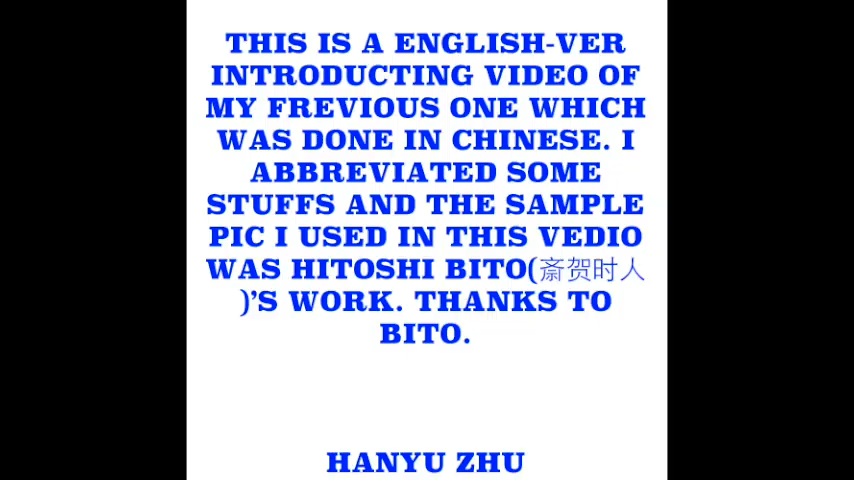 THIS IS A ENGLISH-VER
INTRODUCTING VIDEO OF
MY FREVIOUS ONE WHICH
WAS DONE IN CHINESE. I
ABBREVIATED SOME
STUFFS AND THE SAMPLE
PIC I USED IN THIS VEDIO
WAS HITOSHI BITO(斎贺时人
)’S WORK. THANKS TO
BITO.
HANYU ZHU